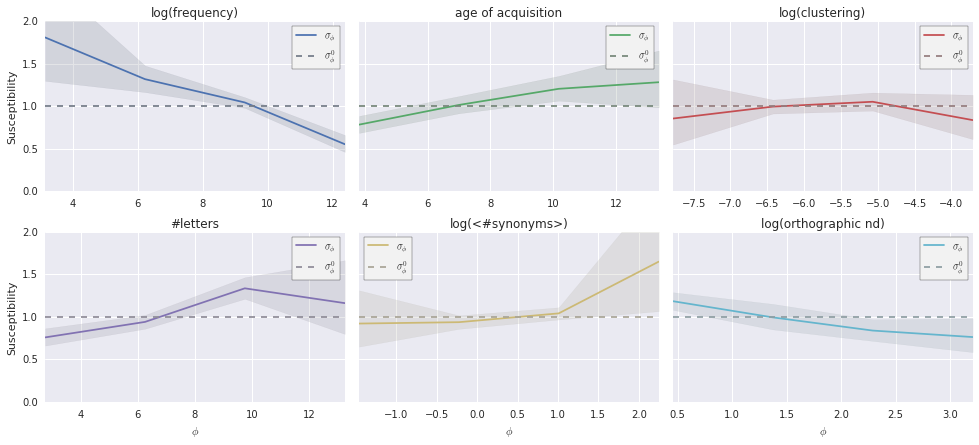 log(frequency)
age of acquisition
log(clustering)
Susceptibility
2.0
1.5
1.0
0.5
0.0
σ_ϕ
σ_ϕ^0
σ_ϕ
σ_ϕ^0
σ_ϕ
σ_ϕ^0
4 6 8 10 12
4 6 8 10 12
−7.5 −7.0 −6.5 −6.0 −5.5 −5.0 −4.5 −4.0
#letters
log(<#synonyms>)
log(orthographic nd)
Susceptibility
2.0
1.5
1.0
0.5
0.0
σ_ϕ
σ_ϕ^0
σ_ϕ
σ_ϕ^0
σ_ϕ
σ_ϕ^0
4 6 8 10 12
−1.0 −0.5 0.0 0.5 1.0 1.5 2.0
0.5 1.0 1.5 2.0 2.5 3.0
ϕ
ϕ
ϕ